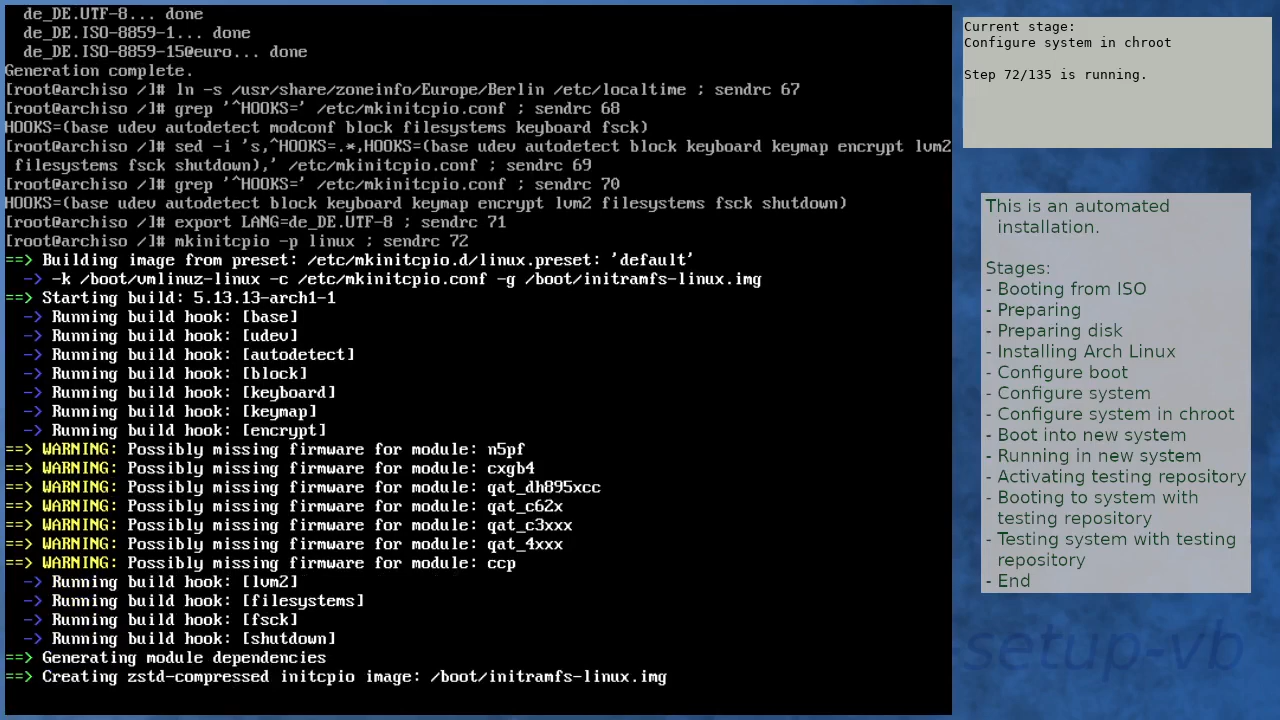 de_DE.UTF-8... done
  de_DE.ISO-8859-1... done
  de_DE.ISO-8859-15@euro... done
Generation complete.
[root@archiso /]# ln -s /usr/share/zoneinfo/Europe/Berlin /etc/localtime ; sendrc 67
[root@archiso /]# grep '^HOOKS=' /etc/mkinitcpio.conf ; sendrc 68
HOOKS=(base udev autodetect modconf block filesystems keyboard fsck)
[root@archiso /]# sed -i 's,^HOOKS=.*,HOOKS=(base udev autodetect block keyboard keymap encrypt lvm2
 filesystems fsck shutdown),' /etc/mkinitcpio.conf ; sendrc 69
[root@archiso /]# grep '^HOOKS=' /etc/mkinitcpio.conf ; sendrc 70
HOOKS=(base udev autodetect block keyboard keymap encrypt lvm2 filesystems fsck shutdown)
[root@archiso /]# export LANG=de_DE.UTF-8 ; sendrc 71
[root@archiso /]# mkinitcpio -p linux ; sendrc 72
==> Building image from preset: /etc/mkinitcpio.d/linux.preset: 'default'
  -> -k /boot/vmlinuz-linux -c /etc/mkinitcpio.conf -g /boot/initramfs-linux.img
==> Starting build: 5.13.13-arch1-1
  -> Running build hook: [base]
  -> Running build hook: [udev]
  -> Running build hook: [autodetect]
  -> Running build hook: [block]
  -> Running build hook: [keyboard]
  -> Running build hook: [keymap]
  -> Running build hook: [encrypt]
==> WARNING: Possibly missing firmware for module: n5pf
==> WARNING: Possibly missing firmware for module: cxgb4
==> WARNING: Possibly missing firmware for module: qat_dh895xcc
==> WARNING: Possibly missing firmware for module: qat_c62x
==> WARNING: Possibly missing firmware for module: qat_c3xxx
==> WARNING: Possibly missing firmware for module: qat_4xxx
==> WARNING: Possibly missing firmware for module: ccp
  -> Running build hook: [lvm2]
  -> Running build hook: [filesystems]
  -> Running build hook: [fsck]
  -> Running build hook: [shutdown]
==> Generating module dependencies
==> Creating zstd-compressed initcpio image: /boot/initramfs-linux.img
Current stage:
Configure system in chroot
Step 72/135 is running.
This is an automated
installation.
Stages:
- Booting from ISO
- Preparing
- Preparing disk
- Installing Arch Linux
- Configure boot
- Configure system
- Configure system in chroot
- Boot into new system
- Running in new system
- Activating testing repository
- Booting to system with
testing repository
- Testing system with testing
repository
- End
setup-vb